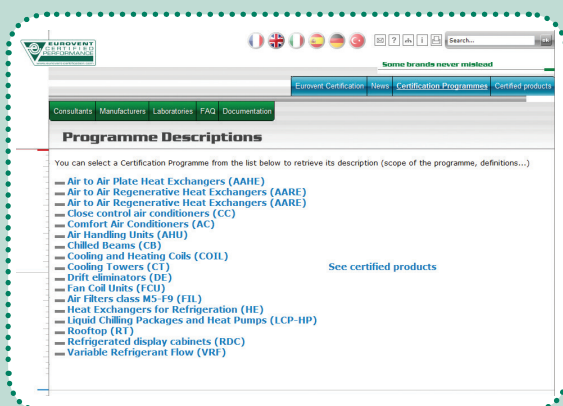 EUROVENT
CERTIFIED
PERFORMANCE
Search...
Some brands never mislead
Eurovent Certification News Certification Programmes Certified products
Consultants Manufacturers Laboratories FAQ Documentation
Programme Descriptions
You can select a Certification Programme from the list below to retrieve its description (scope of the programme, definitions...)
Air to Air Plate Heat Exchangers (AAHE)
Air to Air Regenerative Heat Exchangers (AARE)
Air to Air Regenerative Heat Exchangers (AARE)
Close control air conditioners (CC)
Comfort Air Conditioners (AC)
Air Handling Units (AHU)
Chilled Beams (CB)
Cooling and Heating Coils (COIL)
Cooling Towers (CT)
See certified products
Drift eliminators (DE)
Fan Coil Units (FCU)
Air Filters class M5-F9 (FIL)
Heat Exchangers for Refrigeration (HE)
Liquid Chilling Packages and Heat Pumps (LCP-HP)
Rooftop (RT)
Refrigerated display cabinets (RDC)
Variable Refrigerant Flow (VRF)